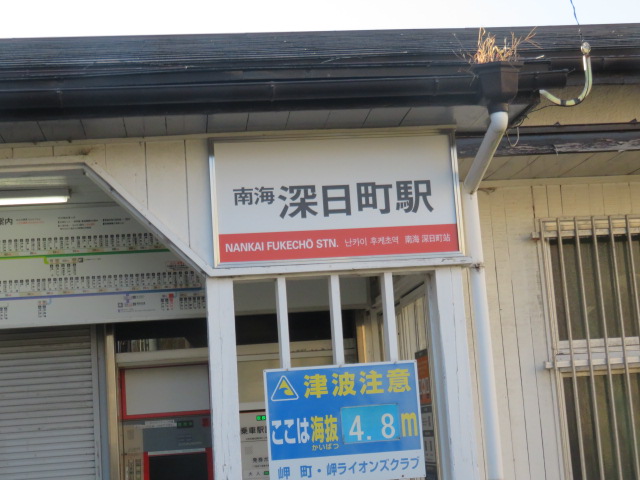 南海 深日町駅
NANKAI FUKECHŌ STN. 난카이 후케초역 南海 深日町站
案内
津波注意
ここは海抜 4.8m
かいばつ
岬町・岬ライオンズクラブ